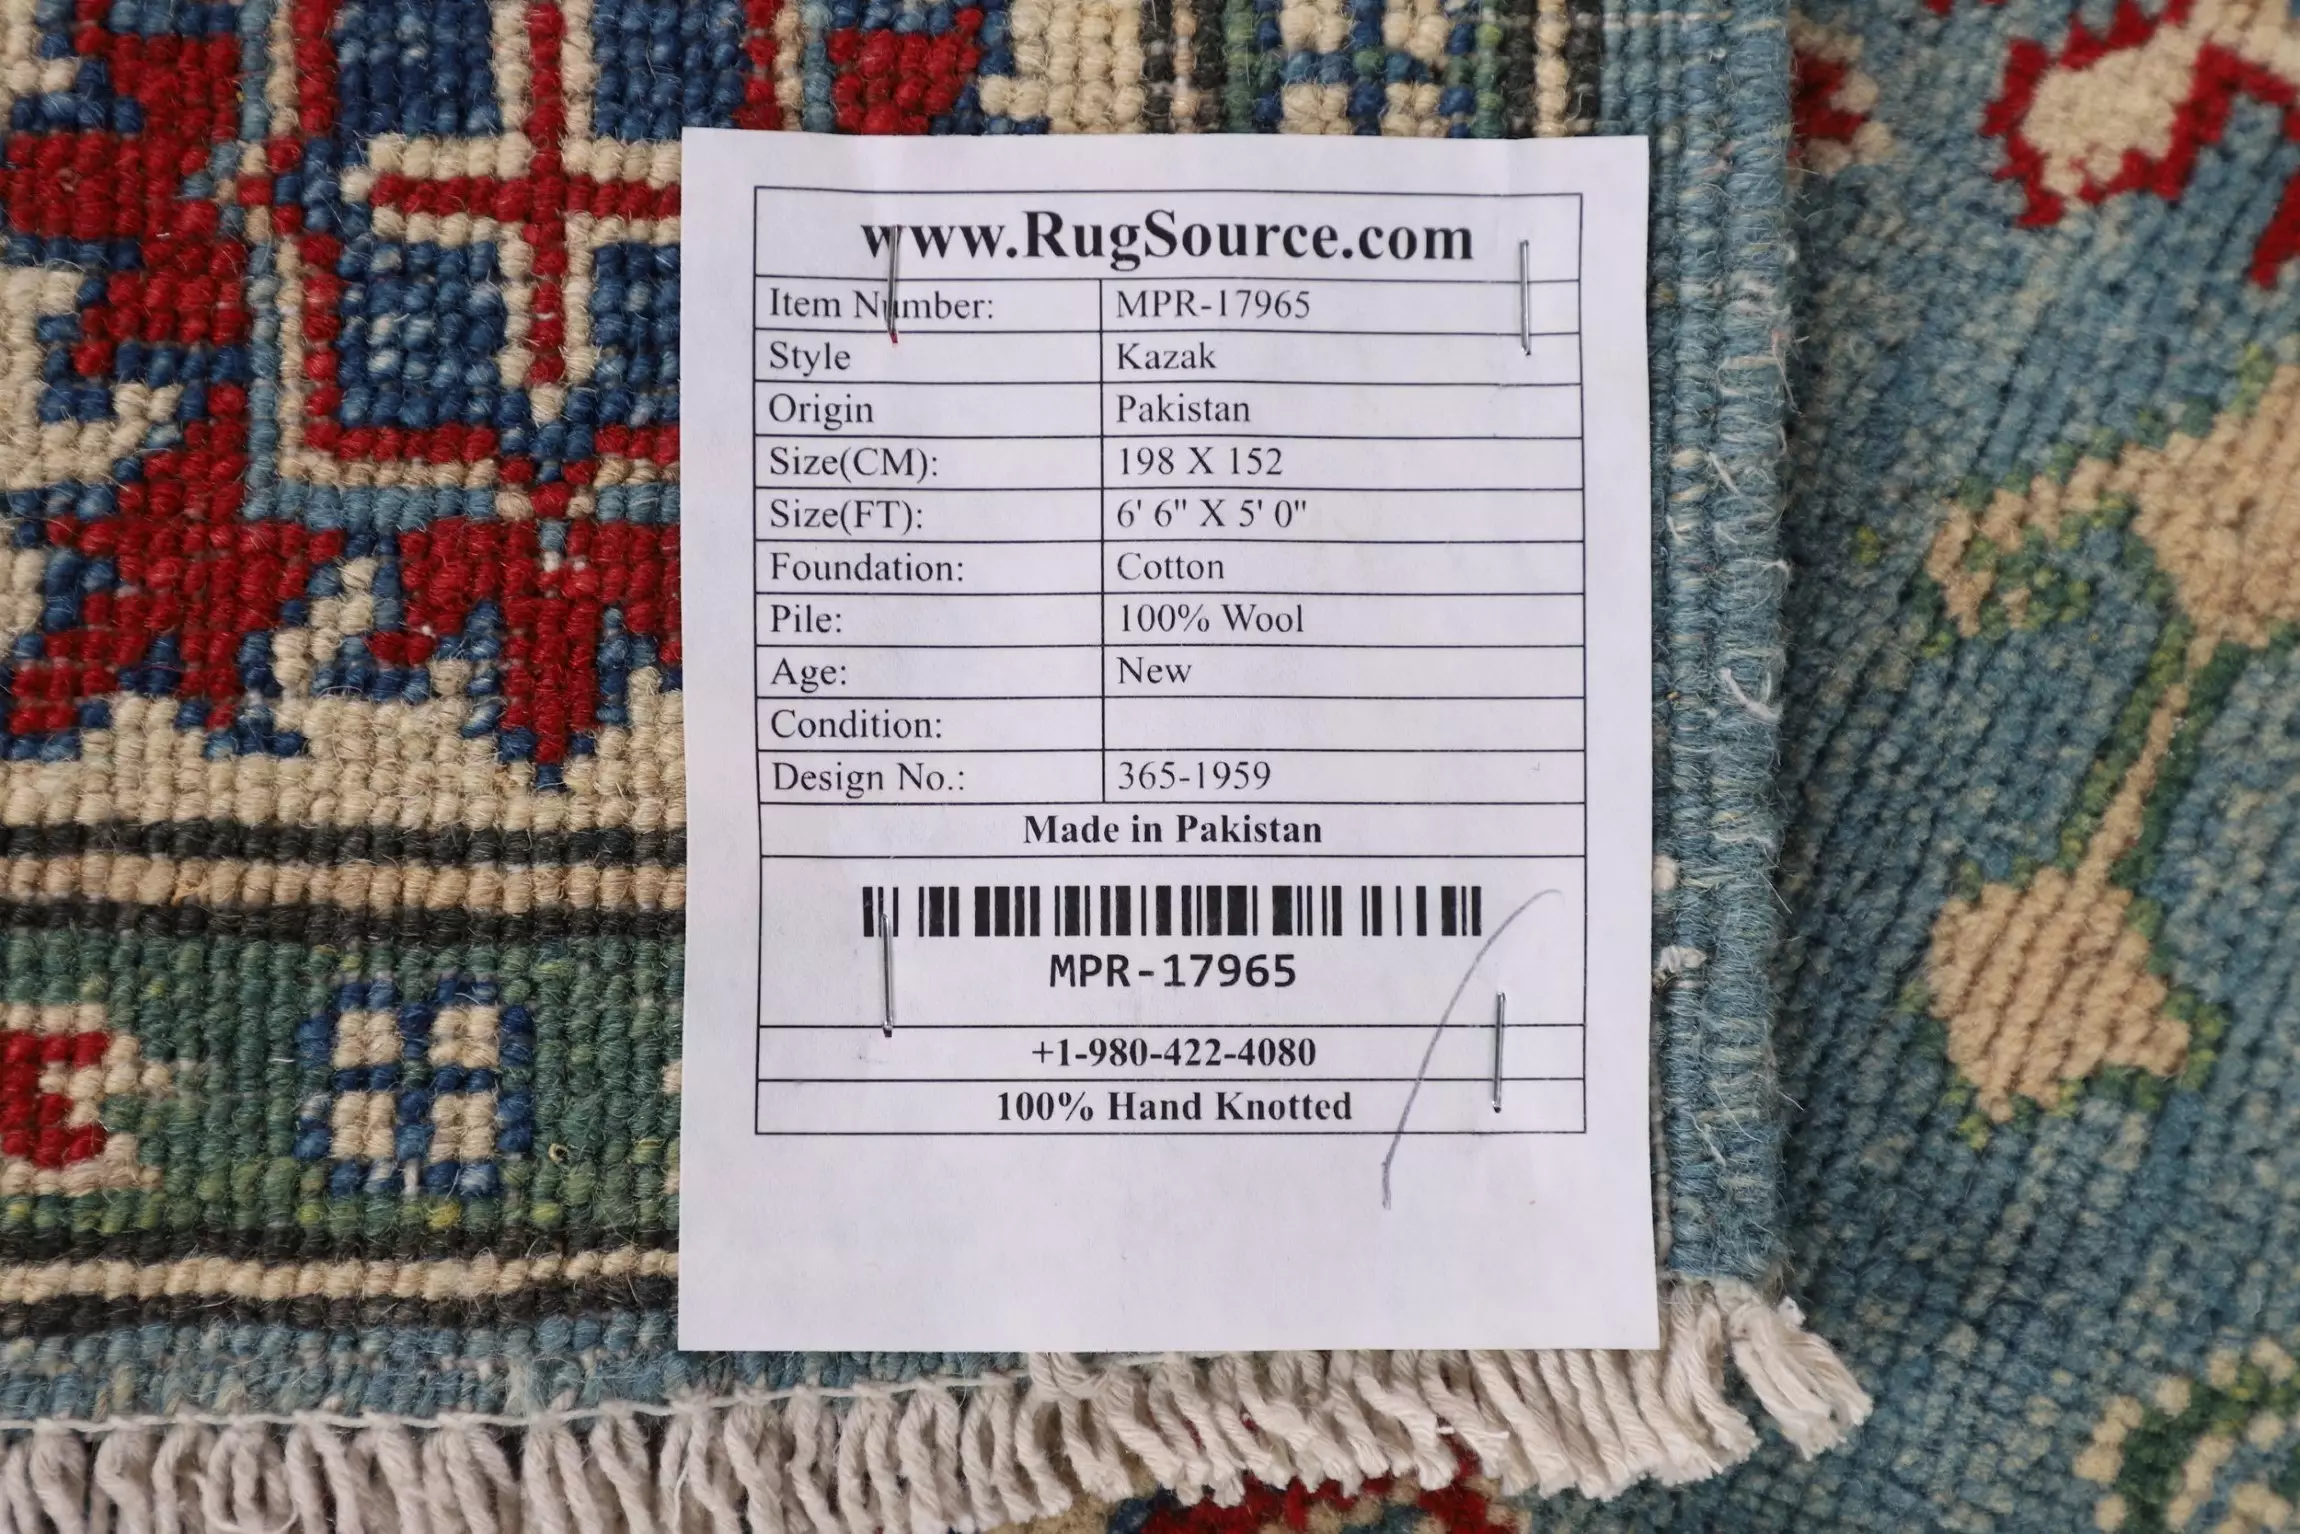 www.RugSource.com
Item Number: MPR-17965
Style Kazak
Origin Pakistan
Size(CM): 198 X 152
Size(FT): 6' 6" X 5' 0"
Foundation: Cotton
Pile: 100% Wool
Age: New
Condition:
Design No.: 365-1959
Made in Pakistan
MPR-17965
+1-980-422-4080
100% Hand Knotted